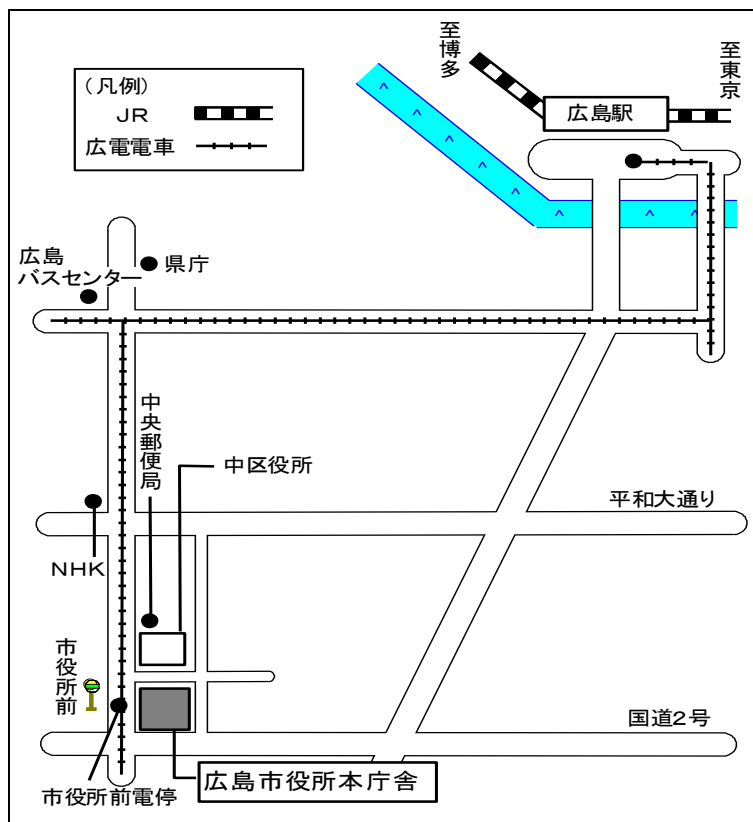 (凡例)
JR
広電電車
至博多
至東京
広島駅
広島
バスセンター
県庁
中央郵便局
中区役所
平和大通り
NHK
市役所前
国道2号
広島市役所本庁舎
市役所前電停